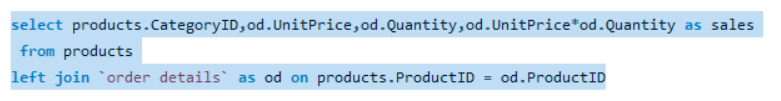 select products.CategoryID,od.UnitPrice,od.Quantity,od.UnitPrice*od.Quantity as sales
from products
left join `order details` as od on products.ProductID = od.ProductID